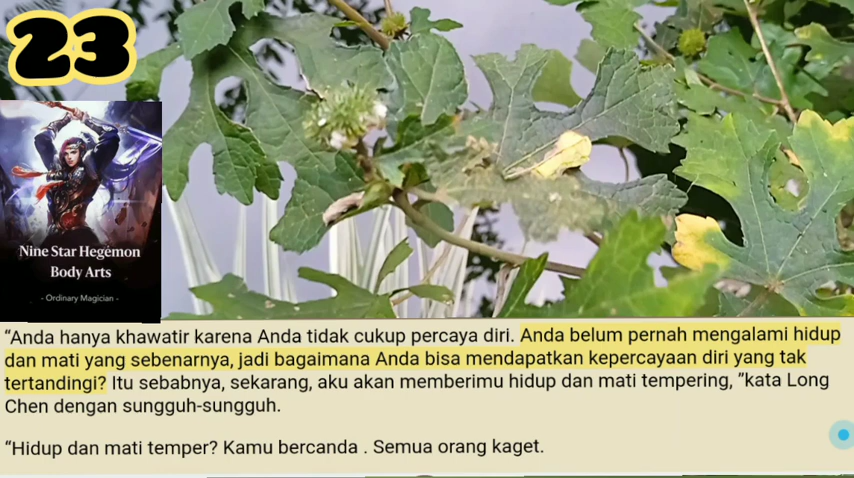 23
Nine Star Hegemon
Body Arts
- Ordinary Magician -
“Anda hanya khawatir karena Anda tidak cukup percaya diri. Anda belum pernah mengalami hidup
dan mati yang sebenarnya, jadi bagaimana Anda bisa mendapatkan kepercayaan diri yang tak
tertandingi? Itu sebabnya, sekarang, aku akan memberimu hidup dan mati tempering, ”kata Long
Chen dengan sungguh-sungguh.
“Hidup dan mati temper? Kamu bercanda . Semua orang kaget.